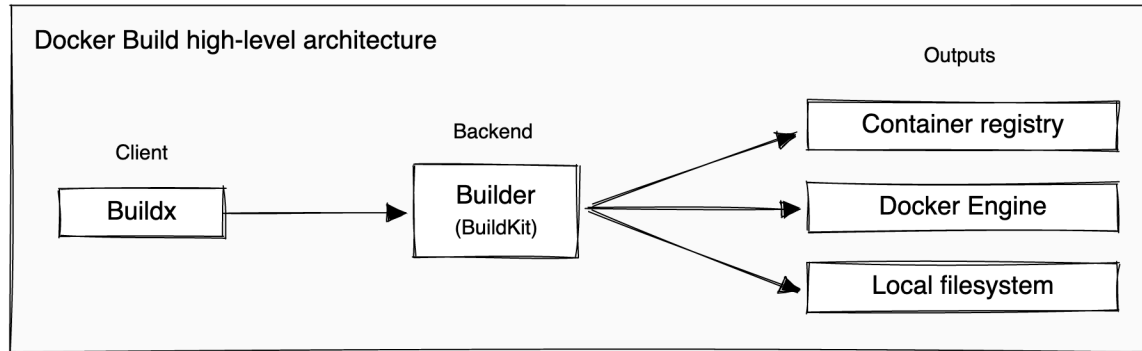 Docker Build high-level architecture
Client
Buildx
Backend
Builder
(BuildKit)
Outputs
Container registry
Docker Engine
Local filesystem